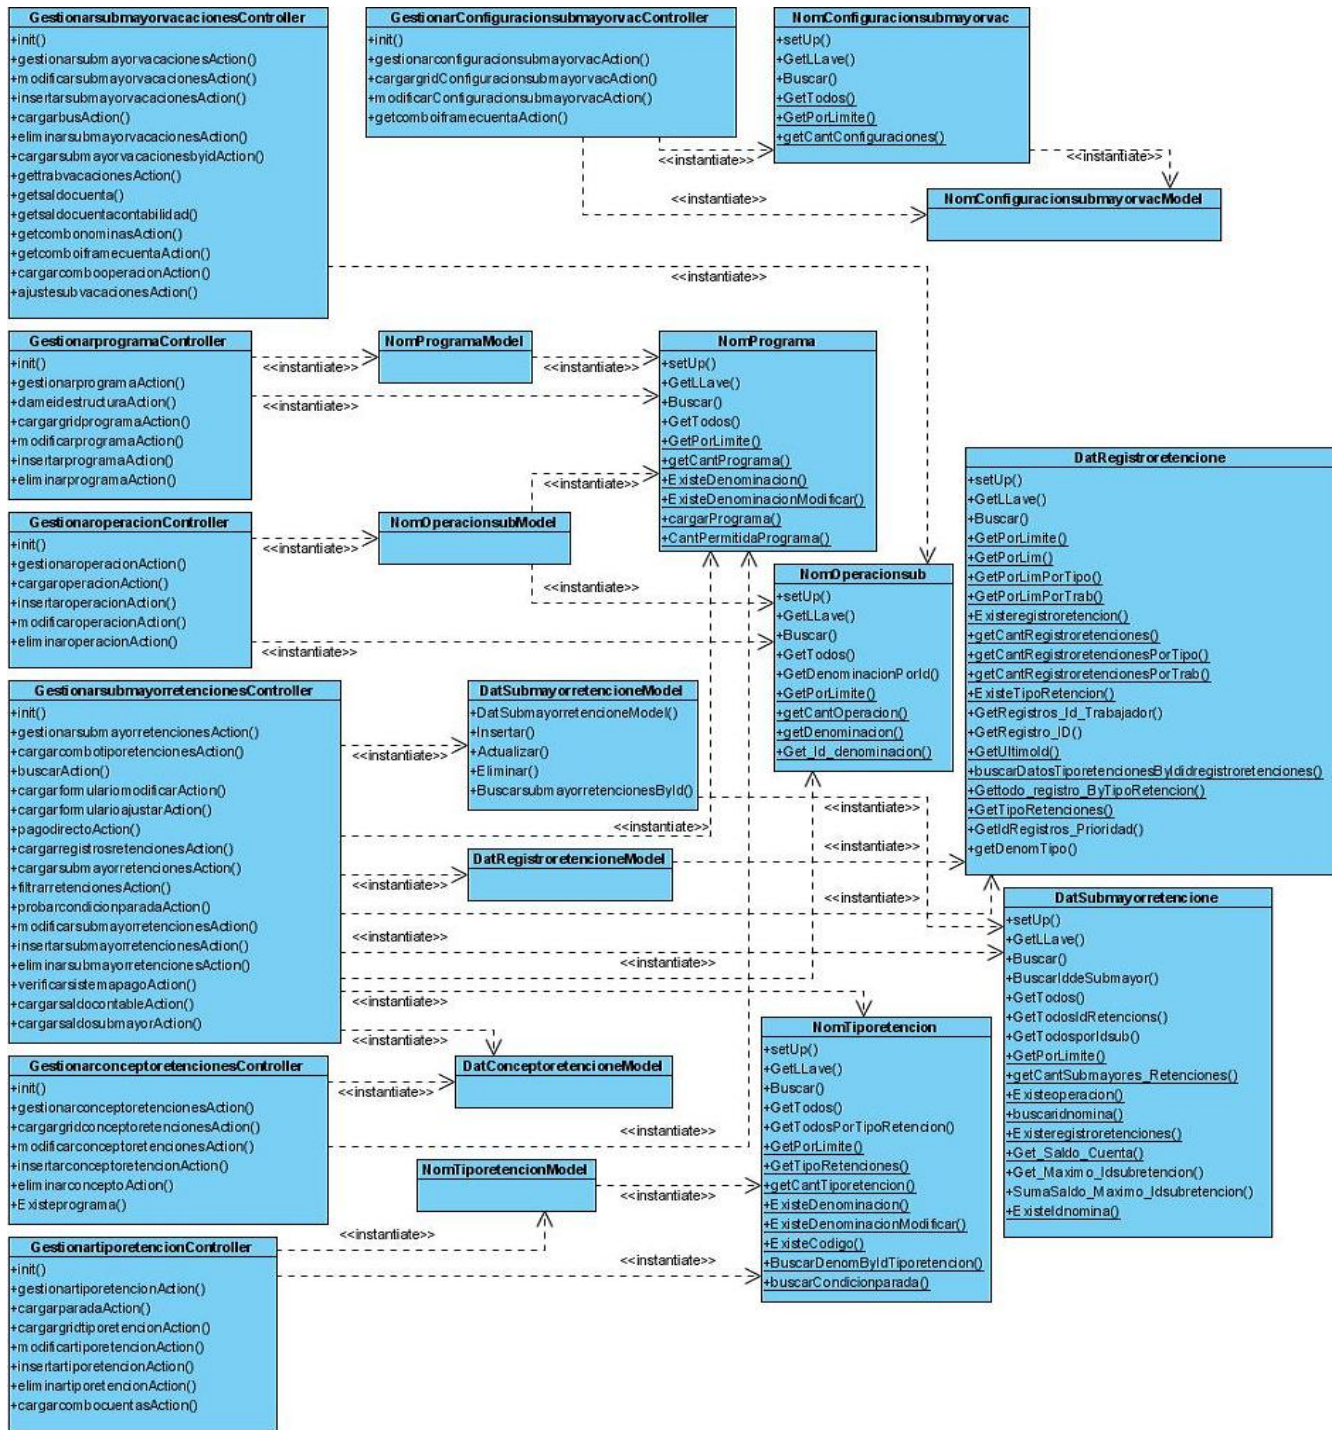 GestionarsubmayorvacacionesController
+init()
+gestionarsubmayorvacacionesAction()
+modificarsubmayorvacacionesAction()
+insertarsubmayorvacacionesAction()
+cargarbusAction()
+eliminarsubmayorvacacionesAction()
+cargarsubmayorvacacionesbyidAction()
+gettrabvacacionesAction()
+getsaldocuenta()
+getsaldocuentacontabilidad()
+getcombonominasAction()
+getcomboiframecuentaAction()
+cargarcombooperacionAction()
+ajustesubvacacionesAction()
GestionarConfiguracionsubmayorvacController
+init()
+gestionarconfiguracionsubmayorvacAction()
+cargargridConfiguracionsubmayorvacAction()
+modificarConfiguracionsubmayorvacAction()
+getcomboiframecuentaAction()
NomConfiguracionsubmayorvac
+setUp()
+GetLLave()
+Buscar()
+GetTodos()
+GetPorLimite()
+getCantConfiguraciones()
<<instantiate>>
<<instantiate>>
<<instantiate>>
NomConfiguracionsubmayorvacModel
<<instantiate>>
GestionarprogramaController
+init()
+gestionarprogramaAction()
+dameidestructuraAction()
+cargargridprogramaAction()
+modificarprogramaAction()
+insertarprogramaAction()
+eliminarprogramaAction()
NomProgramaModel
<<instantiate>>
<<instantiate>>
<<instantiate>>
NomPrograma
+setUp()
+GetLLave()
+Buscar()
+GetTodos()
+GetPorLimite()
+getCantPrograma()
+ExisteDenominacion()
+ExisteDenominacionModificar()
+cargarPrograma()
+CantPermitidaPrograma()
GestionaroperacionController
+init()
+gestionaroperacionAction()
+cargaroperacionAction()
+insertaroperacionAction()
+modificaroperacionAction()
+eliminaroperacionAction()
<<instantiate>>
NomOperacionsubModel
<<instantiate>>
<<instantiate>>
<<instantiate>>
NomOperacionsub
+setUp()
+GetLLave()
+Buscar()
+GetTodos()
+GetDenominacionPorId()
+GetPorLimite()
+getCantOperacion()
+getDenominacion()
+Get_Id_denominacion()
DatRegistroretencione
+setUp()
+GetLLave()
+Buscar()
+GetPorLimite()
+GetPorLim()
+GetPorLimPorTipo()
+GetPorLimPorTrab()
+Existeregistroretencion()
+getCantRegistroretenciones()
+getCantRegistroretencionesPorTipo()
+getCantRegistroretencionesPorTrab()
+ExisteTipoRetencion()
+GetRegistros_Id_Trabajador()
+GetRegistro_ID()
+GetUltimoId()
+buscarDatosTiporetencionesByIdidregistroretenciones()
+Gettodo_registro_ByTipoRetencion()
+GetTipoRetenciones()
+GetIdRegistros_Prioridad()
+getDenomTipo()
GestionarsubmayorretencionesController
+init()
+gestionarsubmayorretencionesAction()
+cargarcombotiporetencionesAction()
+buscarAction()
+cargarformulariomodificarAction()
+cargarformularioajustarAction()
+pagodirectoAction()
+cargarregistrosretencionesAction()
+cargarsubmayorretencionesAction()
+filtrarretencionesAction()
+probarcondicionparadaAction()
+modificarsubmayorretencionesAction()
+insertarsubmayorretencionesAction()
+eliminarsubmayorretencionesAction()
+verificarsistemapagoAction()
+cargarsaldocontableAction()
+cargarsaldosubmayorAction()
<<instantiate>>
DatSubmayorretencioneModel
+DatSubmayorretencioneModel()
+Insertar()
+Actualizar()
+Eliminar()
+BuscarsubmayorretencionesById()
<<instantiate>>
<<instantiate>>
DatRegistroretencioneModel
<<instantiate>>
<<instantiate>>
<<instantiate>>
<<instantiate>>
<<instantiate>>
<<instantiate>>
<<instantiate>>
DatSubmayorretencione
+setUp()
+GetLLave()
+Buscar()
+BuscarIddeSubmayor()
+GetTodos()
+GetTodosIdRetencions()
+GetTodosporIdsub()
+GetPorLimite()
+getCantSubmayores_Retenciones()
+Existeoperacion()
+buscaridnomina()
+Existeregistroretenciones()
+Get_Saldo_Cuenta()
+Get_Maximo_Idsubretencion()
+SumaSaldo_Maximo_Idsubretencion()
+ExisteIdnomina()
GestionarconceptoretencionesController
+init()
+gestionarconceptoretencionesAction()
+cargargridconceptoretencionesAction()
+modificarconceptoretencionesAction()
+insertarconceptoretencionAction()
+eliminarconceptoAction()
+Existeprograma()
<<instantiate>>
DatConceptoretencioneModel
<<instantiate>>
NomTiporetencionModel
<<instantiate>>
NomTiporetencion
+setUp()
+GetLLave()
+Buscar()
+GetTodos()
+GetTodosPorTipoRetencion()
+GetPorLimite()
+GetTipoRetenciones()
+getCantTiporetencion()
+ExisteDenominacion()
+ExisteDenominacionModificar()
+ExisteCodigo()
+BuscarDenomByIdTiporetencion()
+buscarCondicionparada()
GestionartiporetencionController
+init()
+gestionartiporetencionAction()
+cargarparadaAction()
+cargargridtiporetencionAction()
+modificartiporetencionAction()
+insertartiporetencionAction()
+eliminartiporetencionAction()
+cargarcombocuentasAction()
<<instantiate>>
<<instantiate>>